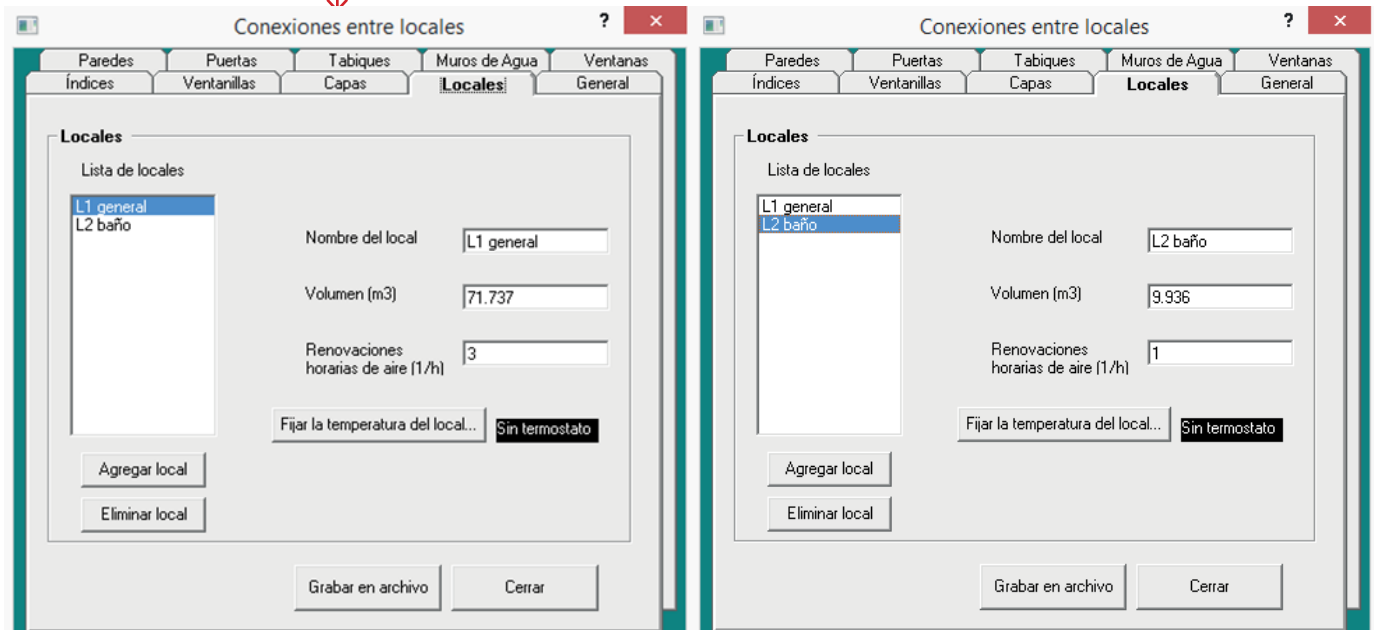 Conexiones entre locales ?
Paredes Puertas Tabiques Muros de Agua Ventanas
Índices Ventanillas Capas Locales General
Locales
Lista de locales
L1 general
L2 baño
Nombre del local L1 general
Volumen (m3) 71.737
Renovaciones
horarias de aire (1/h) 3
Fijar la temperatura del local... Sin termostato
Agregar local
Eliminar local
Grabar en archivo Cerrar
Conexiones entre locales ?
Paredes Puertas Tabiques Muros de Agua Ventanas
Índices Ventanillas Capas Locales General
Locales
Lista de locales
L1 general
L2 baño
Nombre del local L2 baño
Volumen (m3) 9.936
Renovaciones
horarias de aire (1/h) 1
Fijar la temperatura del local... Sin termostato
Agregar local
Eliminar local
Grabar en archivo Cerrar